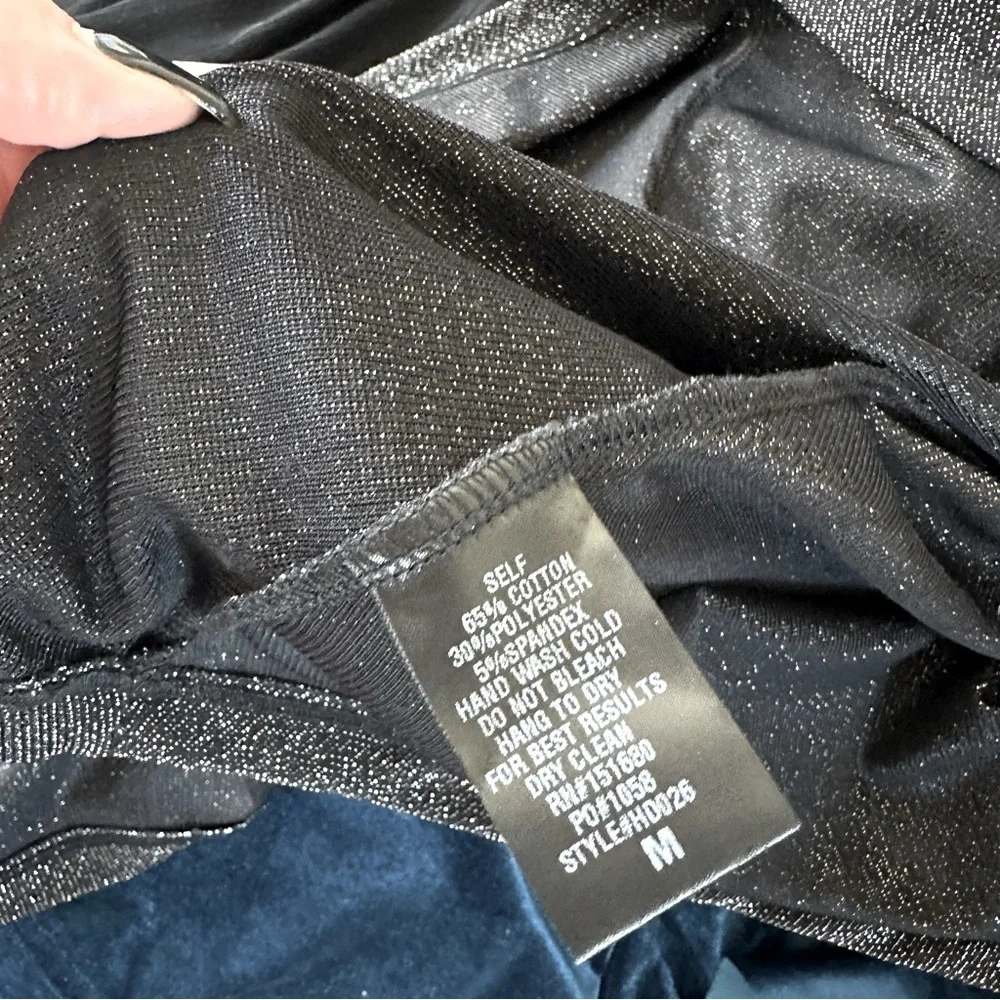 SELF
65% COTTON
30%POLYESTER
5%SPANDEX
HAND WASH COLD
DO NOT BLEACH
HANG TO DRY
FOR BEST RESULTS
DRY CLEAN
RN#151680
PO#1058
STYLE#HD026
M